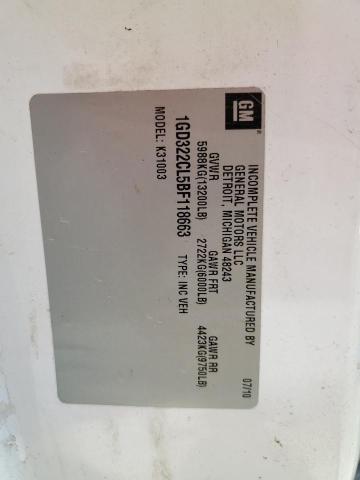 GM
INCOMPLETE VEHICLE MANUFACTURED BY
GENERAL MOTORS LLC
DETROIT, MICHIGAN 48243
07/10
GVWR GAWR FRT GAWR RR
5988KG(13200LB) 2722KG(6000LB) 4423KG(9750LB)
1GD322CL5BF118663 TYPE: INC VEH
MODEL: K31003